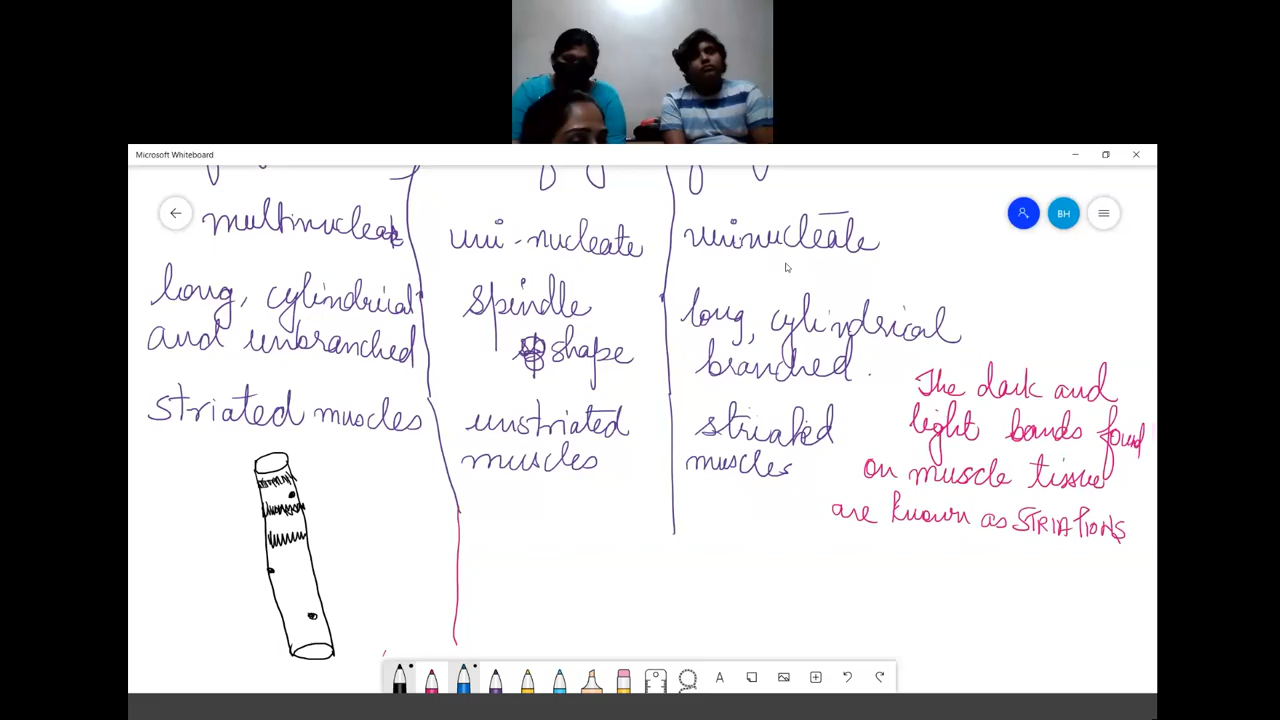 Microsoft Whiteboard
BH
multinucleate
uni-nucleate
uninucleate
long, cylindrical
and unbranched
spindle
shape
long, cylindrical
branched.
striated muscles
unstriated
muscles
striated
muscles
The dark and
light bands found
on muscle tissue
are known as STRIATIONS
A